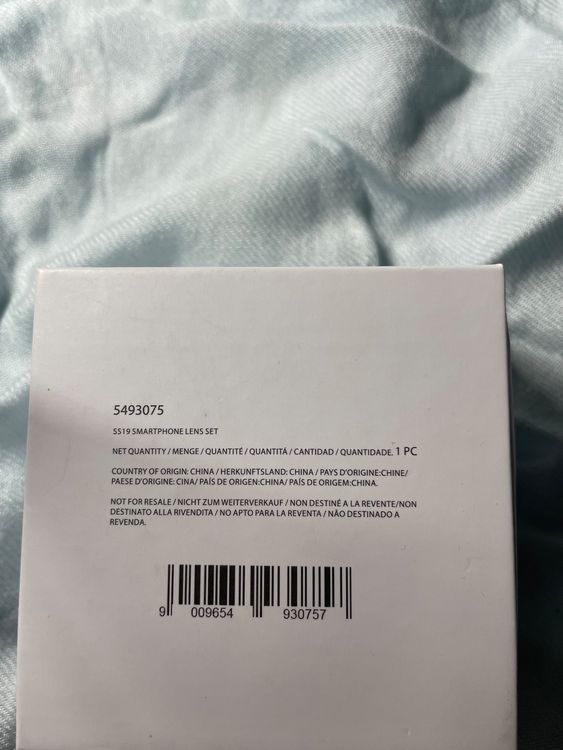 5493075
SS19 SMARTPHONE LENS SET
NET QUANTITY / MENGE / QUANTITÉ / QUANTITÁ / CANTIDAD / QUANTIDADE. 1 PC
COUNTRY OF ORIGIN: CHINA / HERKUNFTSLAND: CHINA / PAYS D'ORIGINE:CHINE/
PAESE D'ORIGINE: CINA/ PAÍS DE ORIGEN:CHINA/ PAÍS DE ORIGEM:CHINA.
NOT FOR RESALE / NICHT ZUM WEITERVERKAUF / NON DESTINÉ A LA REVENTE/NON
DESTINATO ALLA RIVENDITA / NO APTO PARA LA REVENTA / NÃO DESTINADO A
REVENDA.
9 009654 930757